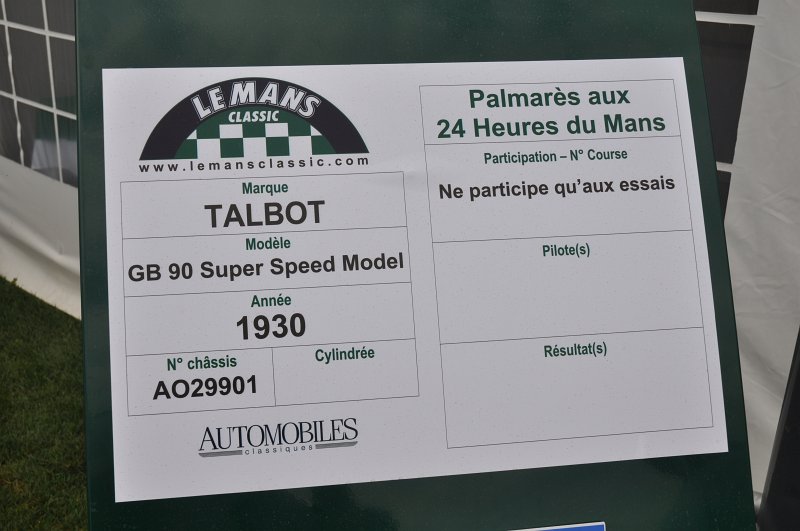 LE MANS
CLASSIC
www.lemansclassic.com
Marque
TALBOT
Modèle
GB 90 Super Speed Model
Année
1930
N° châssis
AO29901
Cylindrée
AUTOMOBILES
classiques
Palmarès aux
24 Heures du Mans
Participation – N° Course
Ne participe qu'aux essais
Pilote(s)
Résultat(s)